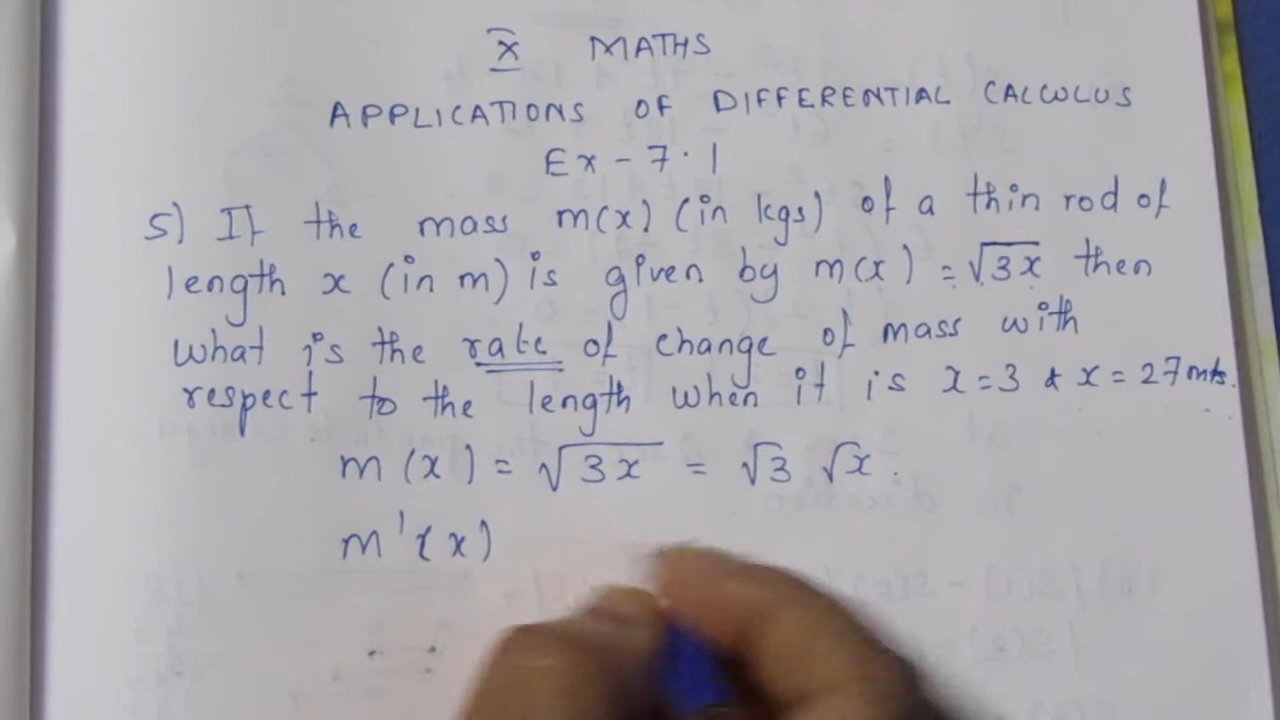 X MATHS
APPLICATIONS OF DIFFERENTIAL CALCULUS
Ex - 7.1
5) If the mass m(x) (in kgs) of a thin rod of
length x (in m) is given by m(x) = √3x then
what is the rate of change of mass with
respect to the length when it is x=3 & x = 27 mts.
m(x) = √3x = √3 √x.
m'(x)